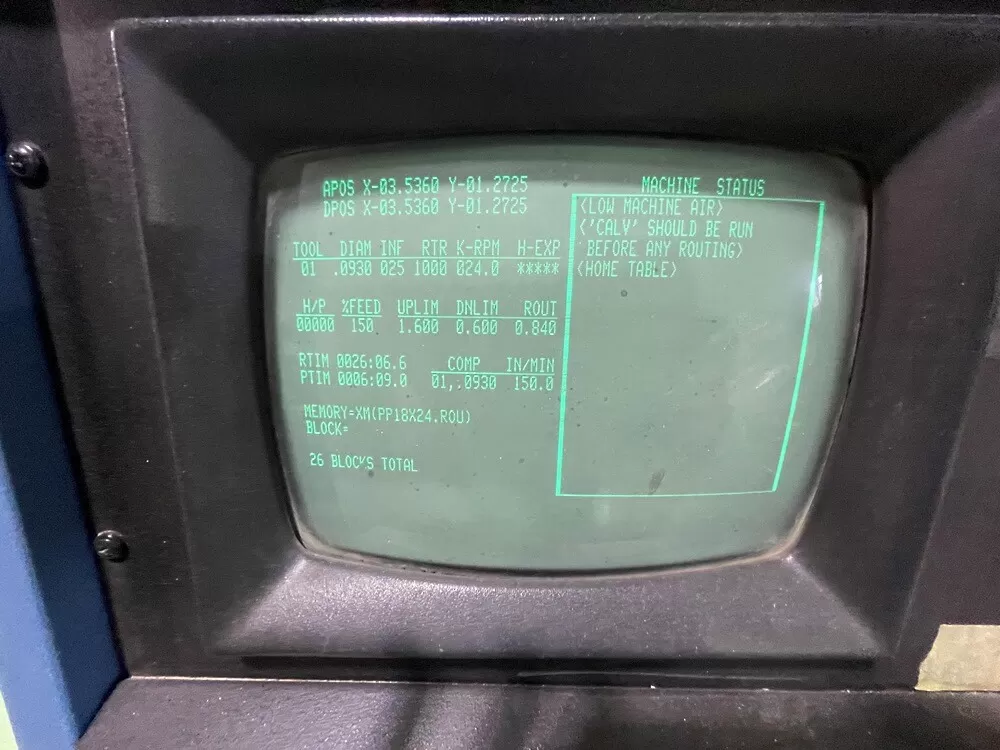 APOS X-03.5360 Y-01.2725
DPOS X-03.5360 Y-01.2725
TOOL DIAM INF RTR K-RPM H-EXP
01 .0930 025 1000 024.0 *****
H/P %FEED UPLIM DNLIM ROUT
00000 150 1.600 0.600 0.840
RTIM 0026:06.6 COMP IN/MIN
PTIM 0006:09.0 01,.0930 150.0
MEMORY=XM(PP18X24.ROU)
BLOCK=
26 BLOCKS TOTAL
MACHINE STATUS
<LOW MACHINE AIR>
<'CALV' SHOULD BE RUN
BEFORE ANY ROUTING>
<HOME TABLE>